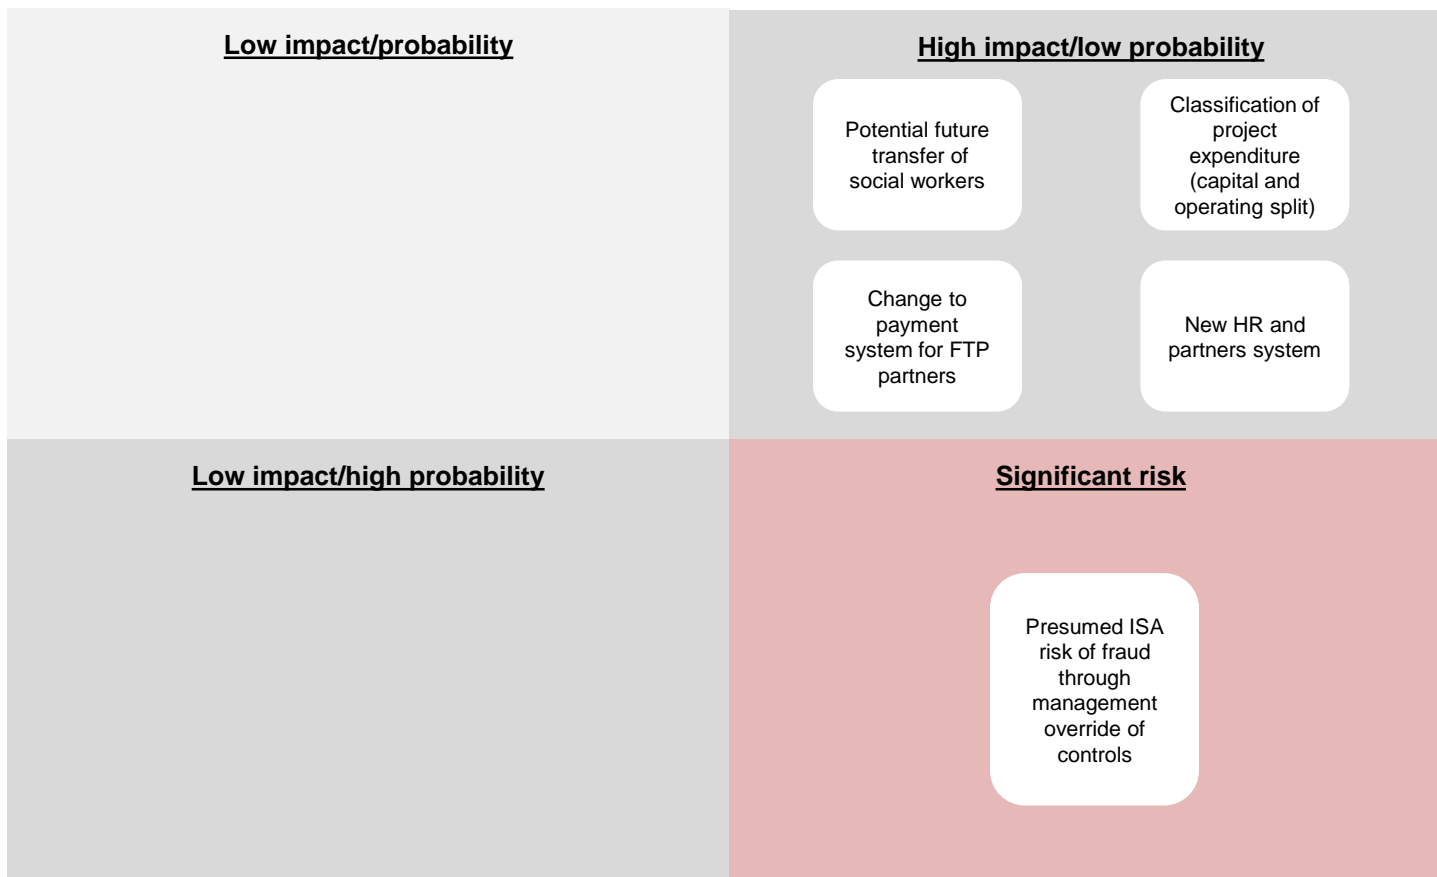 Low impact/probability
High impact/low probability
Potential future
transfer of
social workers
Classification of
project
expenditure
(capital and
operating split)
Change to
payment
system for FTP
partners
New HR and
partners system
Low impact/high probability
Significant risk
Presumed ISA
risk of fraud
through
management
override of
controls